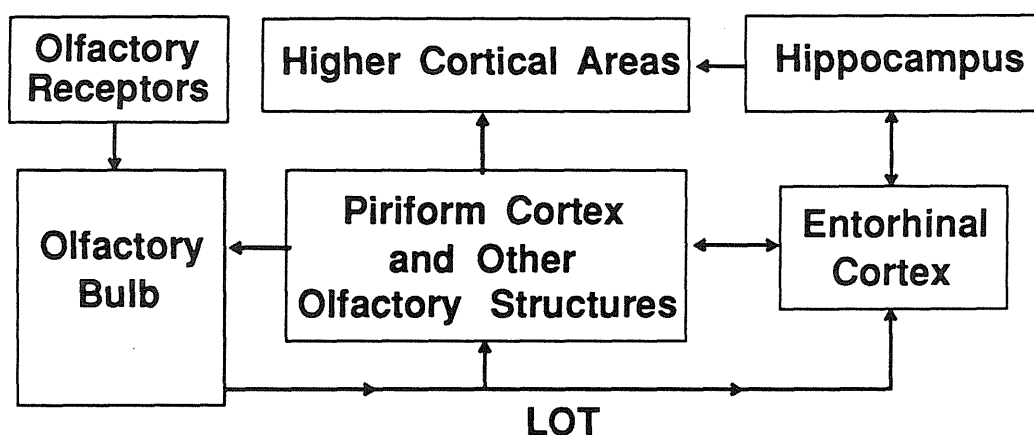 Olfactory
Receptors
Higher Cortical Areas
Hippocampus
Olfactory
Bulb
Piriform Cortex
and Other
Olfactory Structures
Entorhinal
Cortex
LOT